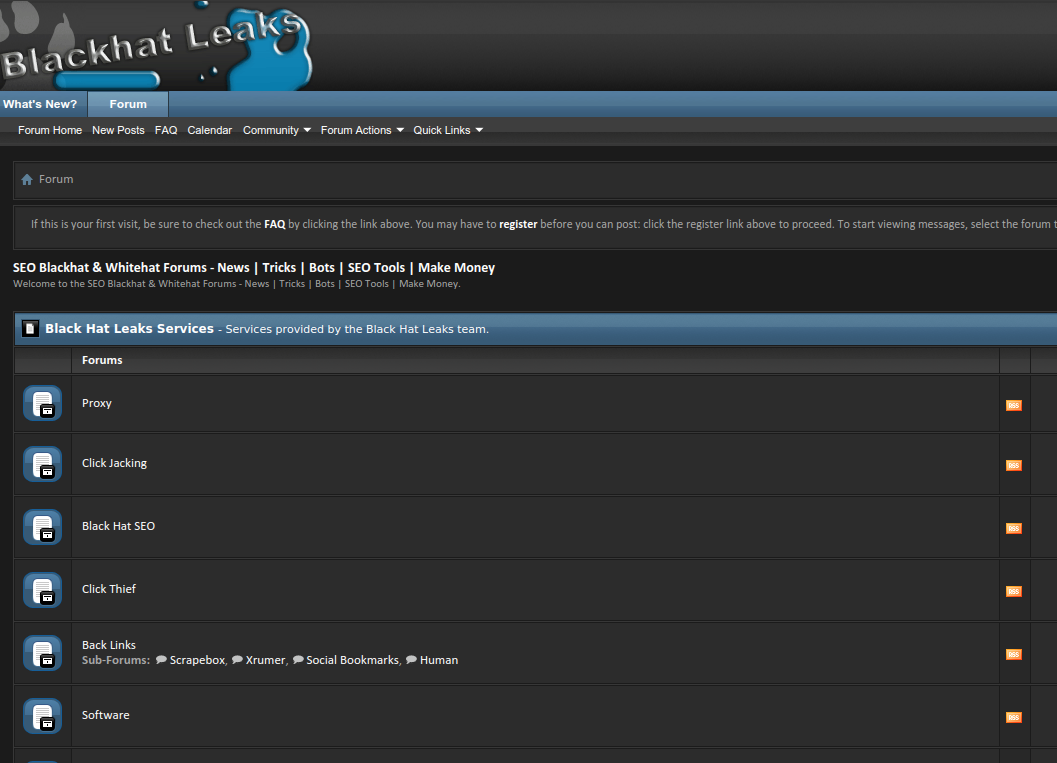 Blackhat Leaks
What's New? Forum
Forum Home New Posts FAQ Calendar Community Forum Actions Quick Links
Forum
If this is your first visit, be sure to check out the FAQ by clicking the link above. You may have to register before you can post: click the register link above to proceed. To start viewing messages, select the forum t
SEO Blackhat & Whitehat Forums - News | Tricks | Bots | SEO Tools | Make Money
Welcome to the SEO Blackhat & Whitehat Forums - News | Tricks | Bots | SEO Tools | Make Money.
Black Hat Leaks Services - Services provided by the Black Hat Leaks team.
Forums
Proxy
RSS
Click Jacking
RSS
Black Hat SEO
RSS
Click Thief
RSS
Back Links
Sub-Forums: Scrapebox, Xrumer, Social Bookmarks, Human
RSS
Software
RSS